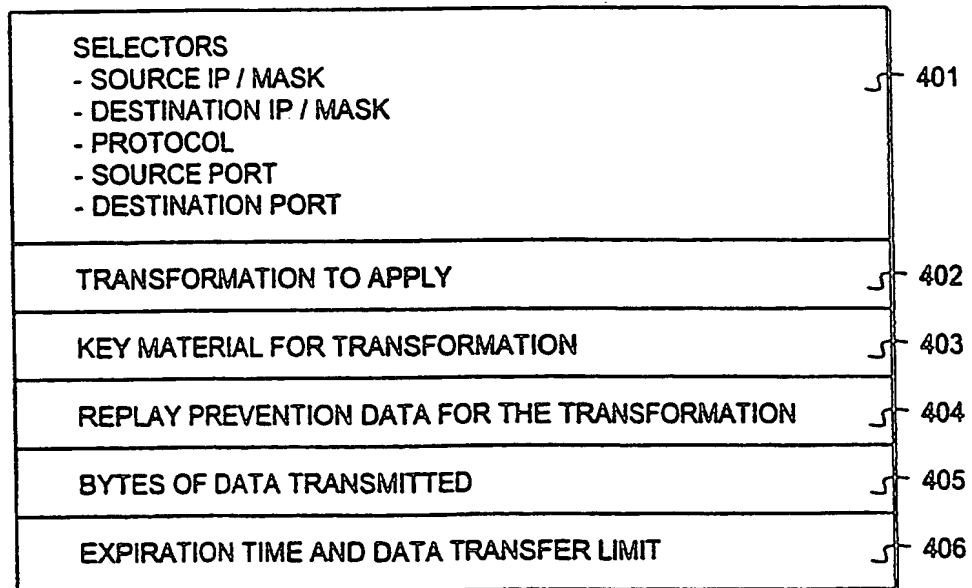 SELECTORS
- SOURCE IP / MASK
- DESTINATION IP / MASK
- PROTOCOL
- SOURCE PORT
- DESTINATION PORT
401
TRANSFORMATION TO APPLY
402
KEY MATERIAL FOR TRANSFORMATION
403
REPLAY PREVENTION DATA FOR THE TRANSFORMATION
404
BYTES OF DATA TRANSMITTED
405
EXPIRATION TIME AND DATA TRANSFER LIMIT
406